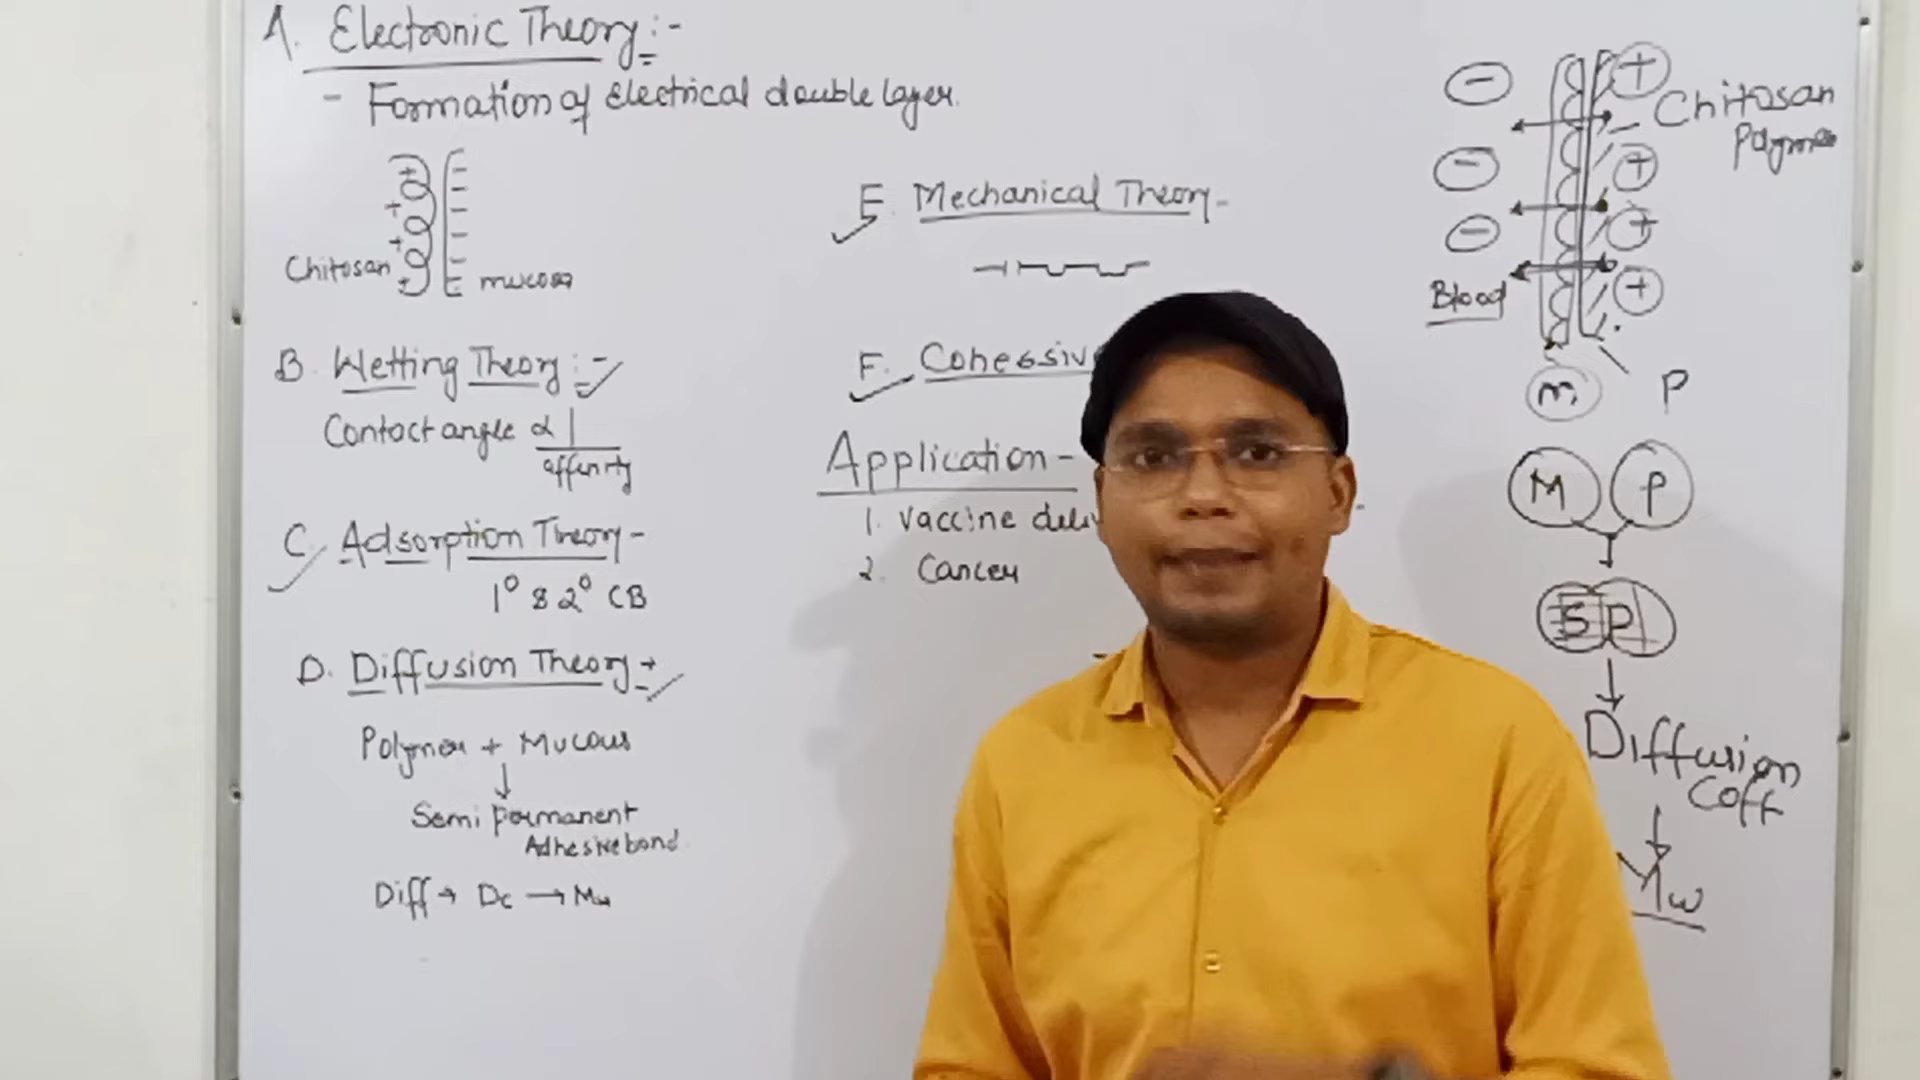 A. Electronic Theory :-
- Formation of Electrical double layer.
+
+
+
+
Chitosan
mucosa
B. Wetting Theory :-
Contact angle α 1
affinity
C. Adsorption Theory -
1° & 2° CB
D. Diffusion Theory →
Polymer + Mucous
↓
Semi permanent
Adhesive bond
Diff → Dc → Mw
E. Mechanical Theory -
F. Cohessive
Application -
1. Vaccine deli
2. Cancer
- +
Chitosan
Polymer
- +
- +
+
Blood
m P
M P
↓
S P
↓
Diffusion
Coff
↓
Mw